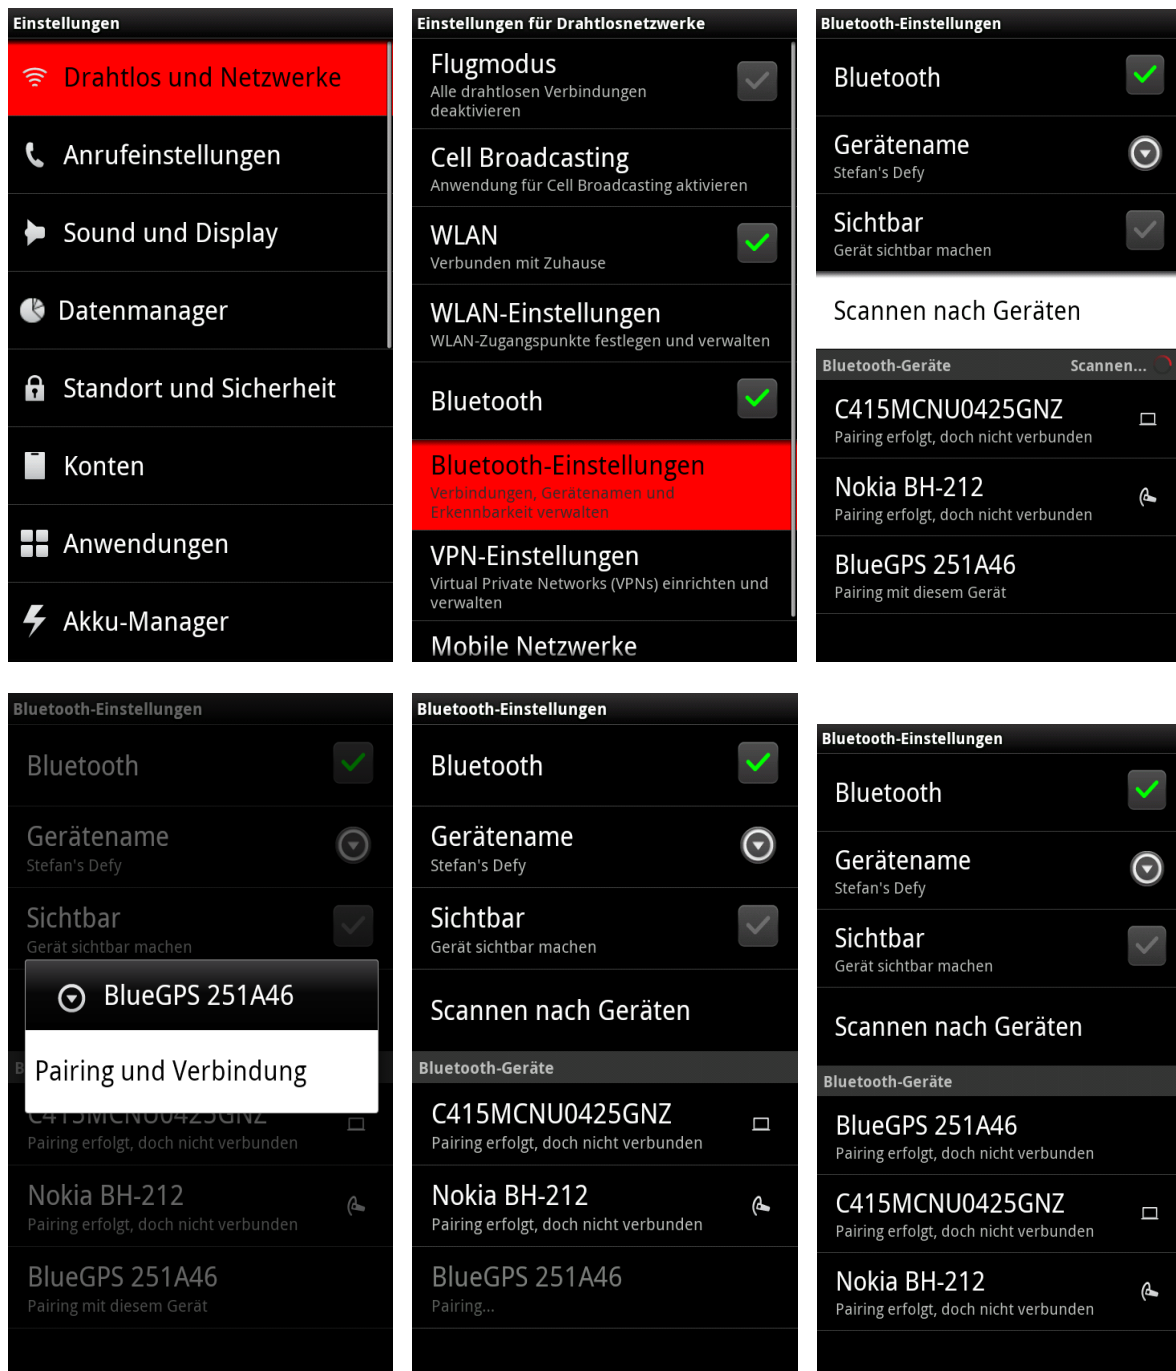 Einstellungen
Drahtlos und Netzwerke
Anrufeinstellungen
Sound und Display
Datenmanager
Standort und Sicherheit
Konten
Anwendungen
Akku-Manager
Einstellungen für Drahtlosnetzwerke
Flugmodus
Alle drahtlosen Verbindungen
deaktivieren
Cell Broadcasting
Anwendung für Cell Broadcasting aktivieren
WLAN
Verbunden mit Zuhause
WLAN-Einstellungen
WLAN-Zugangspunkte festlegen und verwalten
Bluetooth
Bluetooth-Einstellungen
Verbindungen, Gerätenamen und
Erkennbarkeit verwalten
VPN-Einstellungen
Virtual Private Networks (VPNs) einrichten und
verwalten
Mobile Netzwerke
Bluetooth-Einstellungen
Bluetooth
Gerätename
Stefan's Defy
Sichtbar
Gerät sichtbar machen
Scannen nach Geräten
Bluetooth-Geräte Scannen...
C415MCNU0425GNZ
Pairing erfolgt, doch nicht verbunden
Nokia BH-212
Pairing erfolgt, doch nicht verbunden
BlueGPS 251A46
Pairing mit diesem Gerät
Bluetooth-Einstellungen
Bluetooth
Gerätename
Stefan's Defy
Sichtbar
Gerät sichtbar machen
BlueGPS 251A46
Pairing und Verbindung
C415MCNU0425GNZ
Pairing erfolgt, doch nicht verbunden
Nokia BH-212
Pairing erfolgt, doch nicht verbunden
BlueGPS 251A46
Pairing mit diesem Gerät
Bluetooth-Einstellungen
Bluetooth
Gerätename
Stefan's Defy
Sichtbar
Gerät sichtbar machen
Scannen nach Geräten
Bluetooth-Geräte
C415MCNU0425GNZ
Pairing erfolgt, doch nicht verbunden
Nokia BH-212
Pairing erfolgt, doch nicht verbunden
BlueGPS 251A46
Pairing...
Bluetooth-Einstellungen
Bluetooth
Gerätename
Stefan's Defy
Sichtbar
Gerät sichtbar machen
Scannen nach Geräten
Bluetooth-Geräte
BlueGPS 251A46
Pairing erfolgt, doch nicht verbunden
C415MCNU0425GNZ
Pairing erfolgt, doch nicht verbunden
Nokia BH-212
Pairing erfolgt, doch nicht verbunden